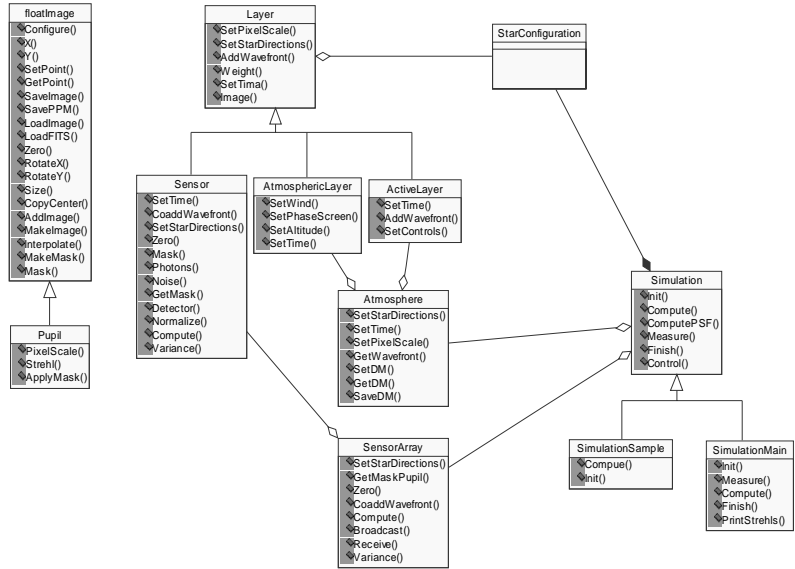 floatImage
Configure()
X()
Y()
SetPoint()
GetPoint()
SaveImage()
SavePPM()
LoadImage()
LoadFITS()
Zero()
RotateX()
RotateY()
Size()
CopyCenter()
AddImage()
MakeImage()
Interpolate()
MakeMask()
Mask()
Pupil
PixelScale()
Strehl()
ApplyMask()
Layer
SetPixelScale()
SetStarDirections()
AddWavefront()
Weight()
SetTima()
Image()
StarConfiguration
Sensor
SetTime()
CoaddWavefront()
SetStarDirections()
Zero()
Mask()
Photons()
Noise()
GetMask()
Detector()
Normalize()
Compute()
Variance()
AtmosphericLayer
SetWind()
SetPhaseScreen()
SetAltitude()
SetTime()
ActiveLayer
SetTime()
AddWavefront()
SetControls()
Atmosphere
SetStarDirections()
SetTime()
SetPixelScale()
GetWavefront()
SetDM()
GetDM()
SaveDM()
Simulation
Init()
Compute()
ComputePSF()
Measure()
Finish()
Control()
SensorArray
SetStarDirections()
GetMaskPupil()
Zero()
CoaddWavefront()
Compute()
Broadcast()
Receive()
Variance()
SimulationSample
Compue()
Init()
SimulationMain
Init()
Measure()
Compute()
Finish()
PrintStrehls()